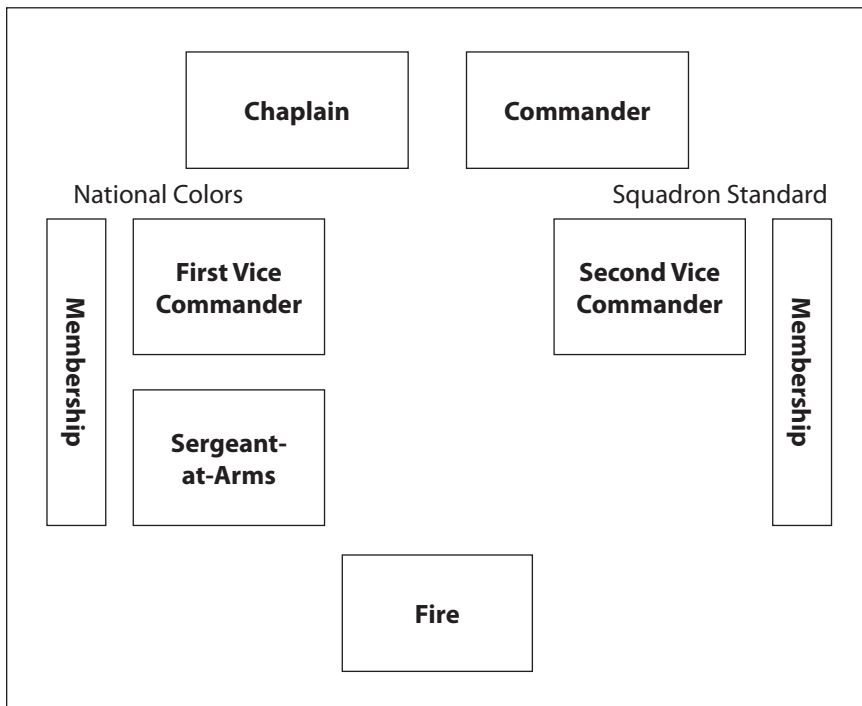 Chaplain
Commander
National Colors
Squadron Standard
Membership
First Vice
Commander
Second Vice
Commander
Membership
Sergeant-
at-Arms
Fire